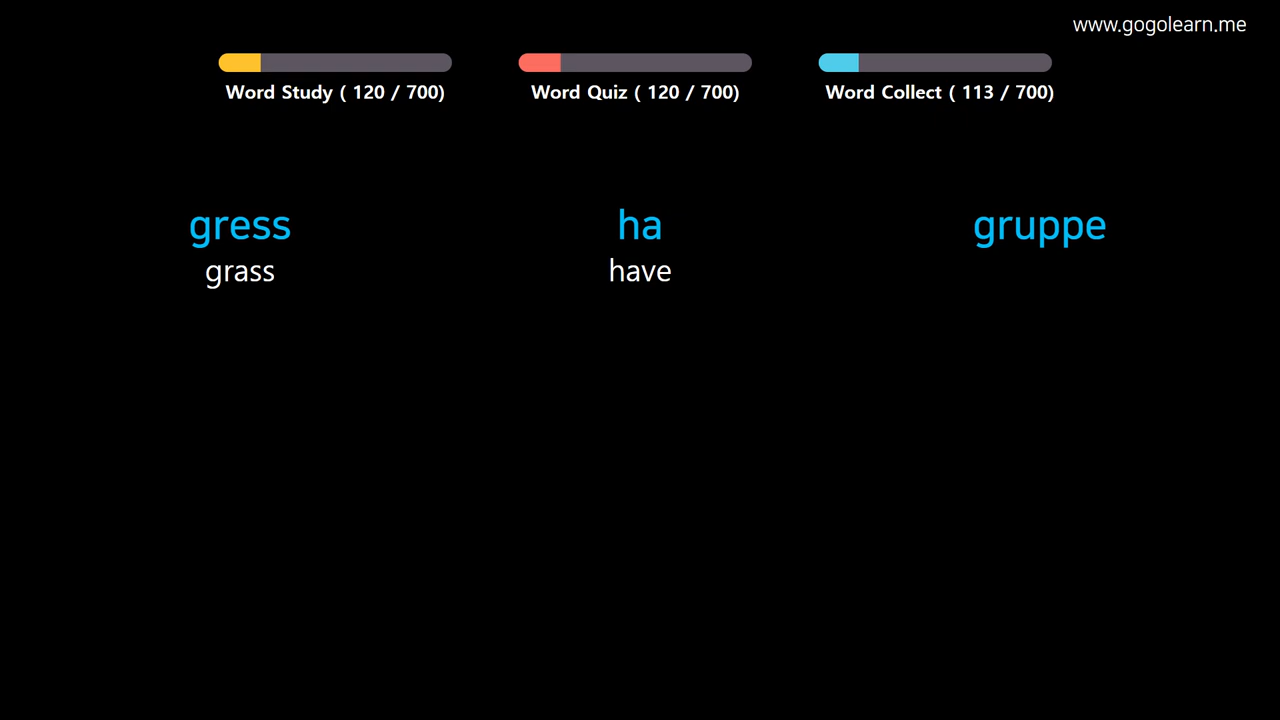 www.gogolearn.me
Word Study ( 120 / 700)
Word Quiz ( 120 / 700)
Word Collect ( 113 / 700)
gress
grass
ha
have
gruppe